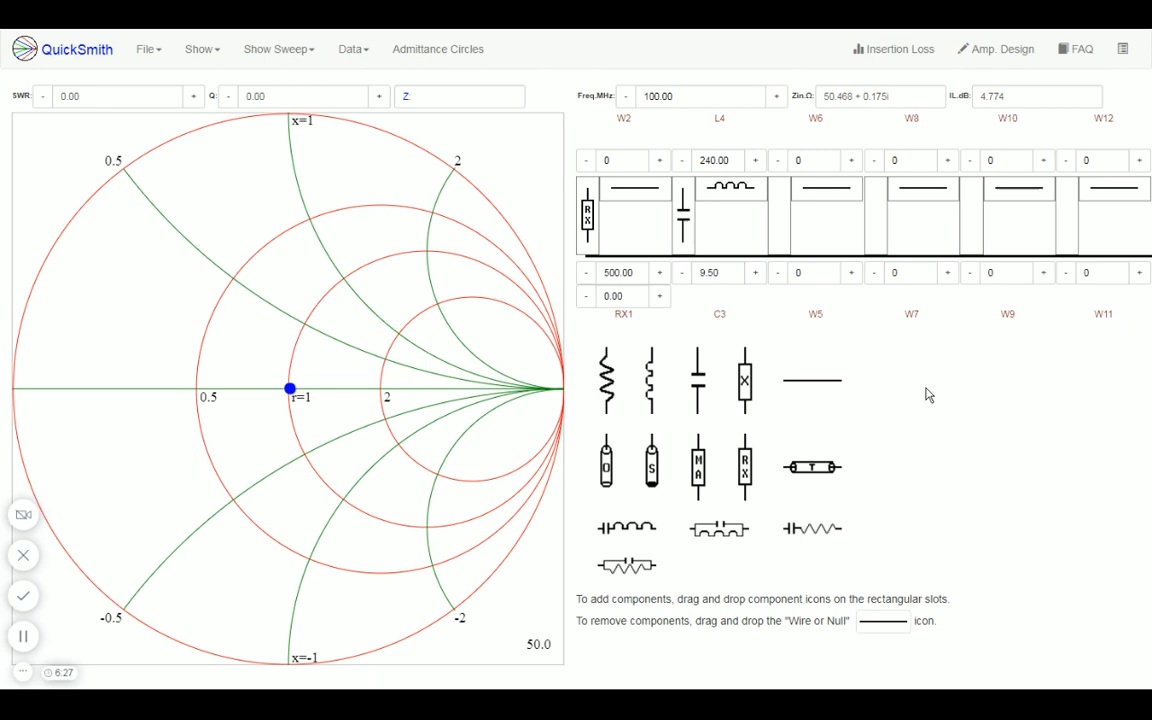 QuickSmith File Show Show Sweep Data Admittance Circles Insertion Loss Amp. Design FAQ
SWR: - 0.00 + Q: - 0.00 + Z: Freq.MHz: - 100.00 + Zin.Ω: 50.468 + 0.175i IL.dB: 4.774
W2 L4 W6 W8 W10 W12
- 0 + - 240.00 + - 0 + - 0 + - 0 + - 0 +
R
X
- 500.00 + - 9.50 + - 0 + - 0 + - 0 + - 0 +
- 0.00 +
RX1 C3 W5 W7 W9 W11
x=1
0.5
2
0.5
r=1
2
-0.5
-2
x=-1
50.0
X
O S M
A R
X T
To add components, drag and drop component icons on the rectangular slots.
To remove components, drag and drop the "Wire or Null" icon.
6:27